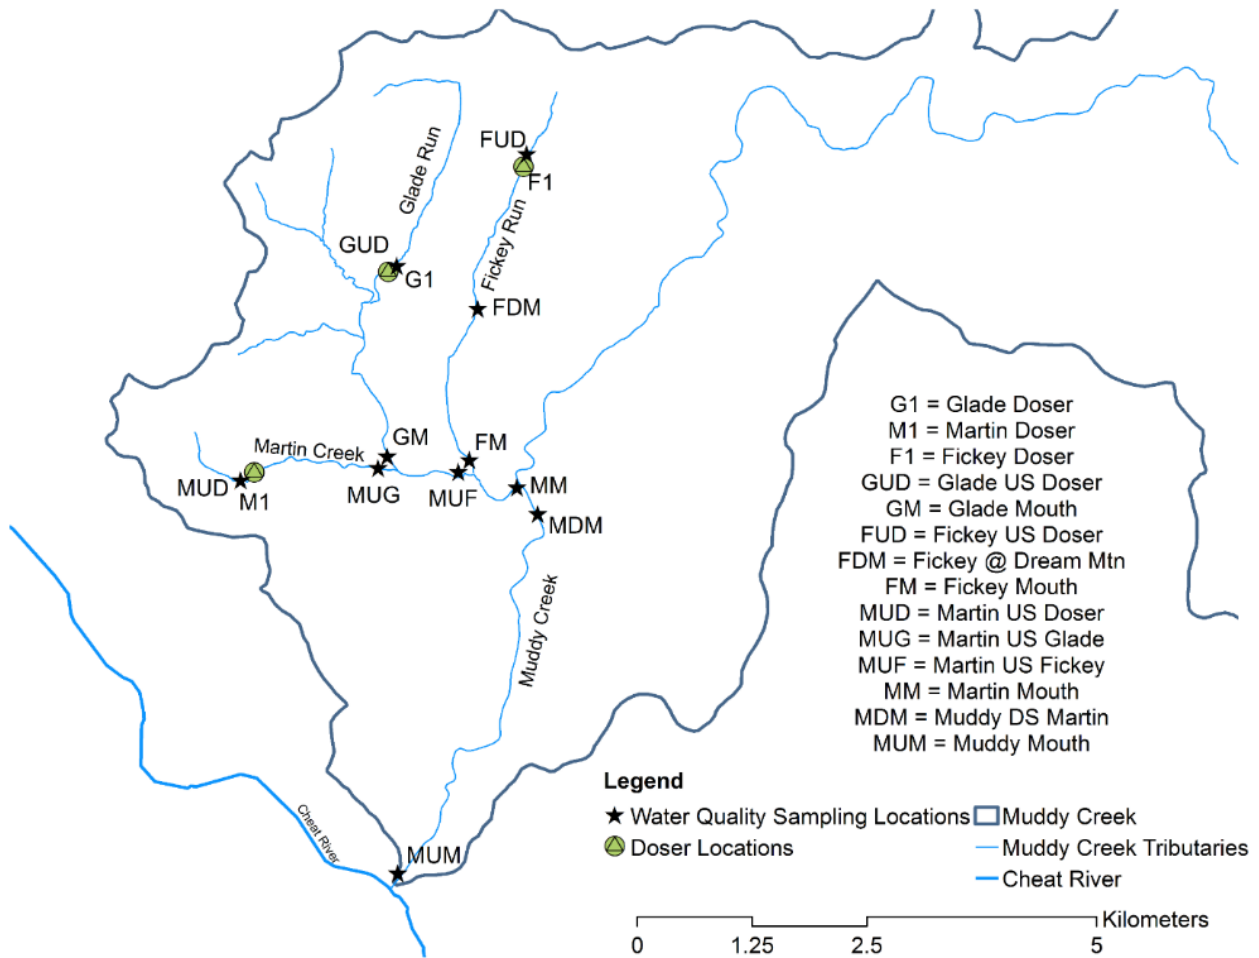 FUD
F1
Glade Run
Fickey Run
GUD
G1
FDM
Martin Creek
GM
FM
MUD
M1
MUG
MUF
MM
MDM
Muddy Creek
Cheat River
MUM
G1 = Glade Doser
M1 = Martin Doser
F1 = Fickey Doser
GUD = Glade US Doser
GM = Glade Mouth
FUD = Fickey US Doser
FDM = Fickey @ Dream Mtn
FM = Fickey Mouth
MUD = Martin US Doser
MUG = Martin US Glade
MUF = Martin US Fickey
MM = Martin Mouth
MDM = Muddy DS Martin
MUM = Muddy Mouth
Legend
Water Quality Sampling Locations
Doser Locations
Muddy Creek
Muddy Creek Tributaries
Cheat River
Kilometers
0 1.25 2.5 5